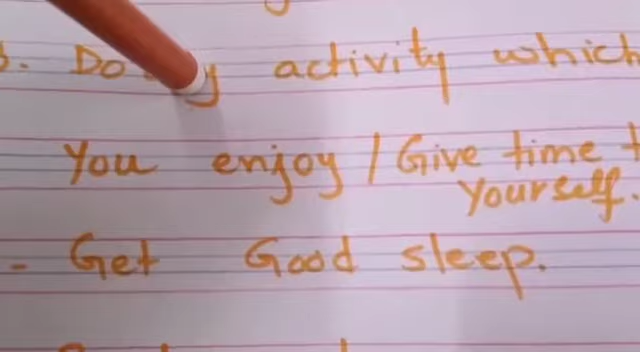 Do activity which
You enjoy / Give time
yourself.
- Get Good sleep.